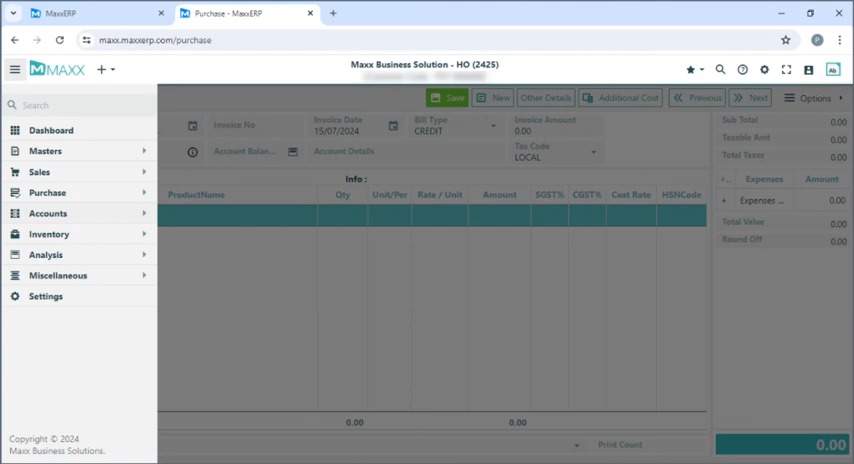 MaxxERP
Purchase - MaxxERP
maxx.maxxerp.com/purchase
P
MAXX
Maxx Business Solution - HO (2425)
Ab
Search
Dashboard
Masters
Sales
Purchase
Accounts
Inventory
Analysis
Miscellaneous
Settings
Copyright © 2024
Maxx Business Solutions.
Save New Other Details Additional Cost Previous Next Options
Invoice No
Invoice Date
15/07/2024
Bill Type
CREDIT
Invoice Amount
0.00
Account Balan...
Account Details
Tax Code
LOCAL
Info :
ProductName Qty Unit/Per Rate / Unit Amount SGST% CGST% Cost Rate HSNCode
0.00 0.00
Print Count
Sub Total 0.00
Taxable Amt 0.00
Total Taxes 0.00
+... Expenses Amount
+ Expenses ... 0.00
Total Value 0.00
Round Off 0.00
0.00